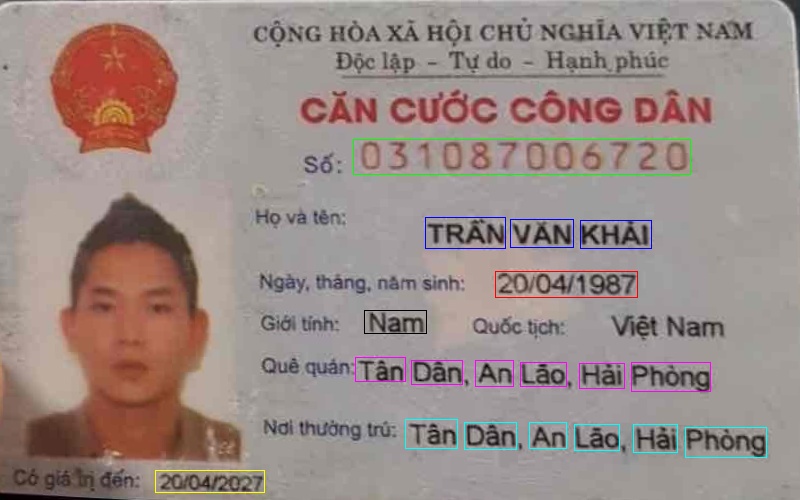 CỘNG HÒA XÃ HỘI CHỦ NGHĨA VIỆT NAM
Độc lập - Tự do - Hạnh phúc
CĂN CƯỚC CÔNG DÂN
Số: 031087006720
Họ và tên:
TRẦN VĂN KHẢI
Ngày, tháng, năm sinh: 20/04/1987
Giới tính: Nam Quốc tịch: Việt Nam
Quê quán: Tân Dân, An Lão, Hải Phòng
Nơi thường trú: Tân Dân, An Lão, Hải Phòng
Có giá trị đến: 20/04/2027